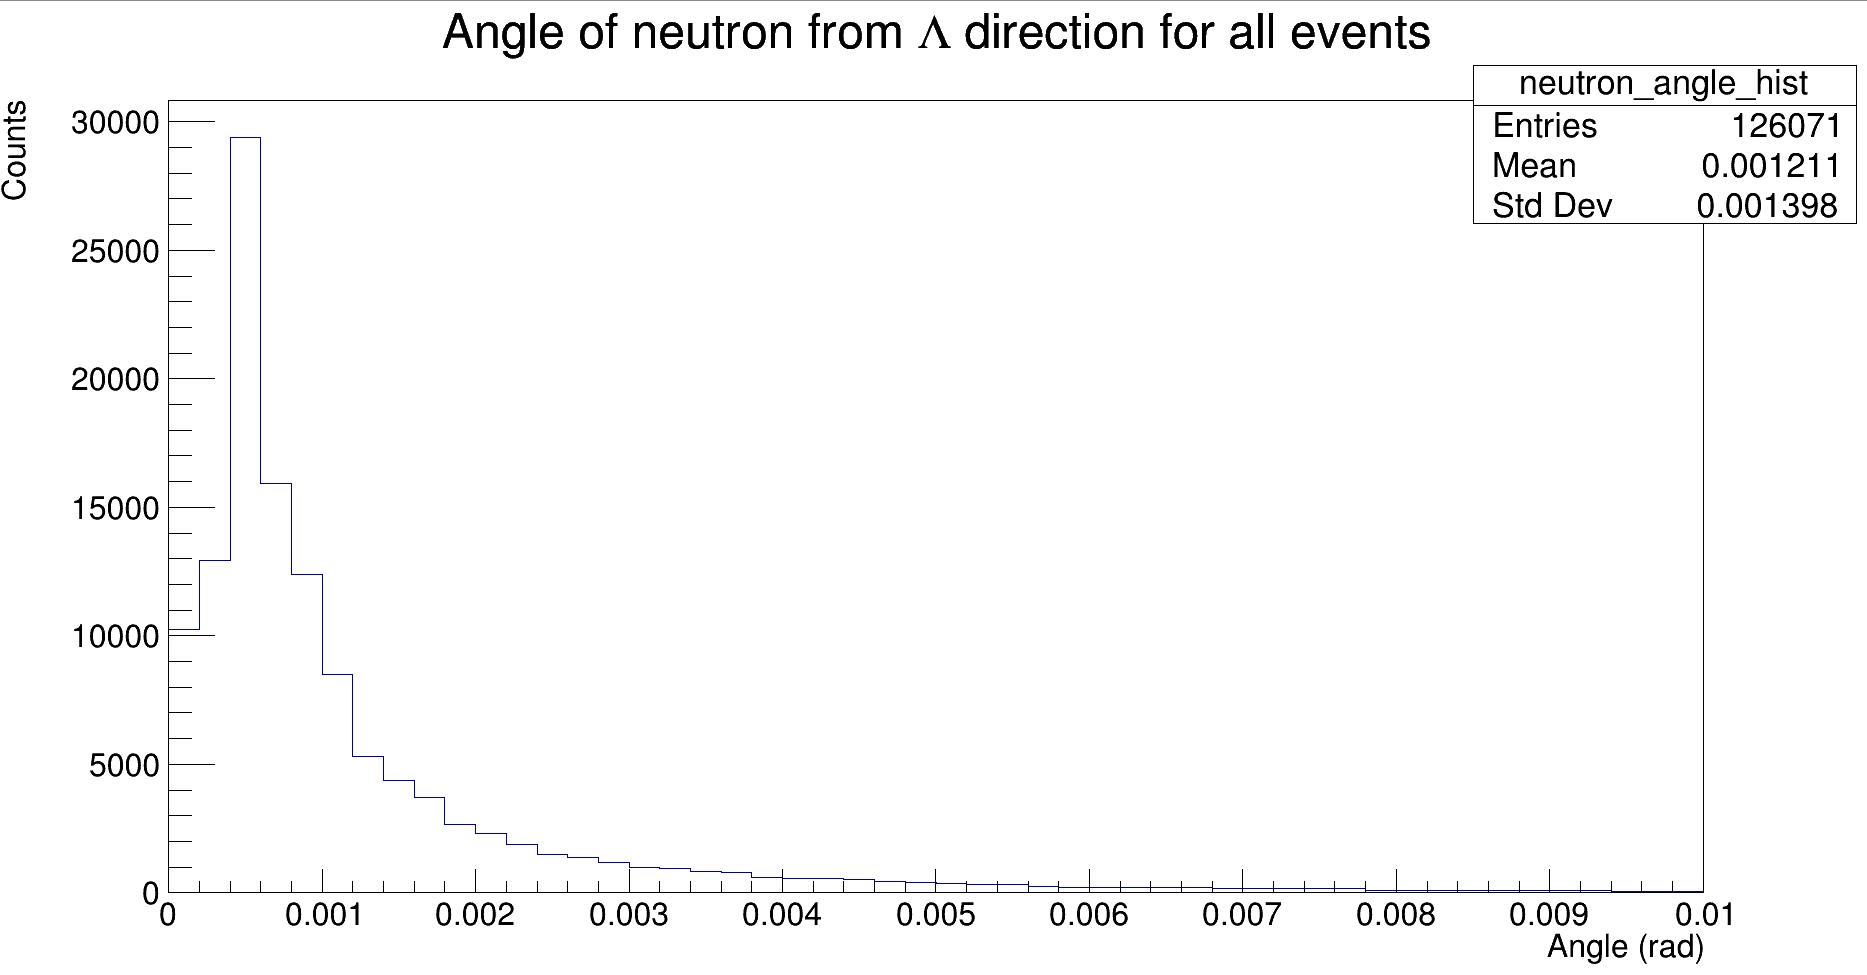 Angle of neutron from Λ direction for all events
neutron_angle_hist
Entries 126071
Mean 0.001211
Std Dev 0.001398
Counts
30000
25000
20000
15000
10000
5000
0
0 0.001 0.002 0.003 0.004 0.005 0.006 0.007 0.008 0.009 0.01
Angle (rad)